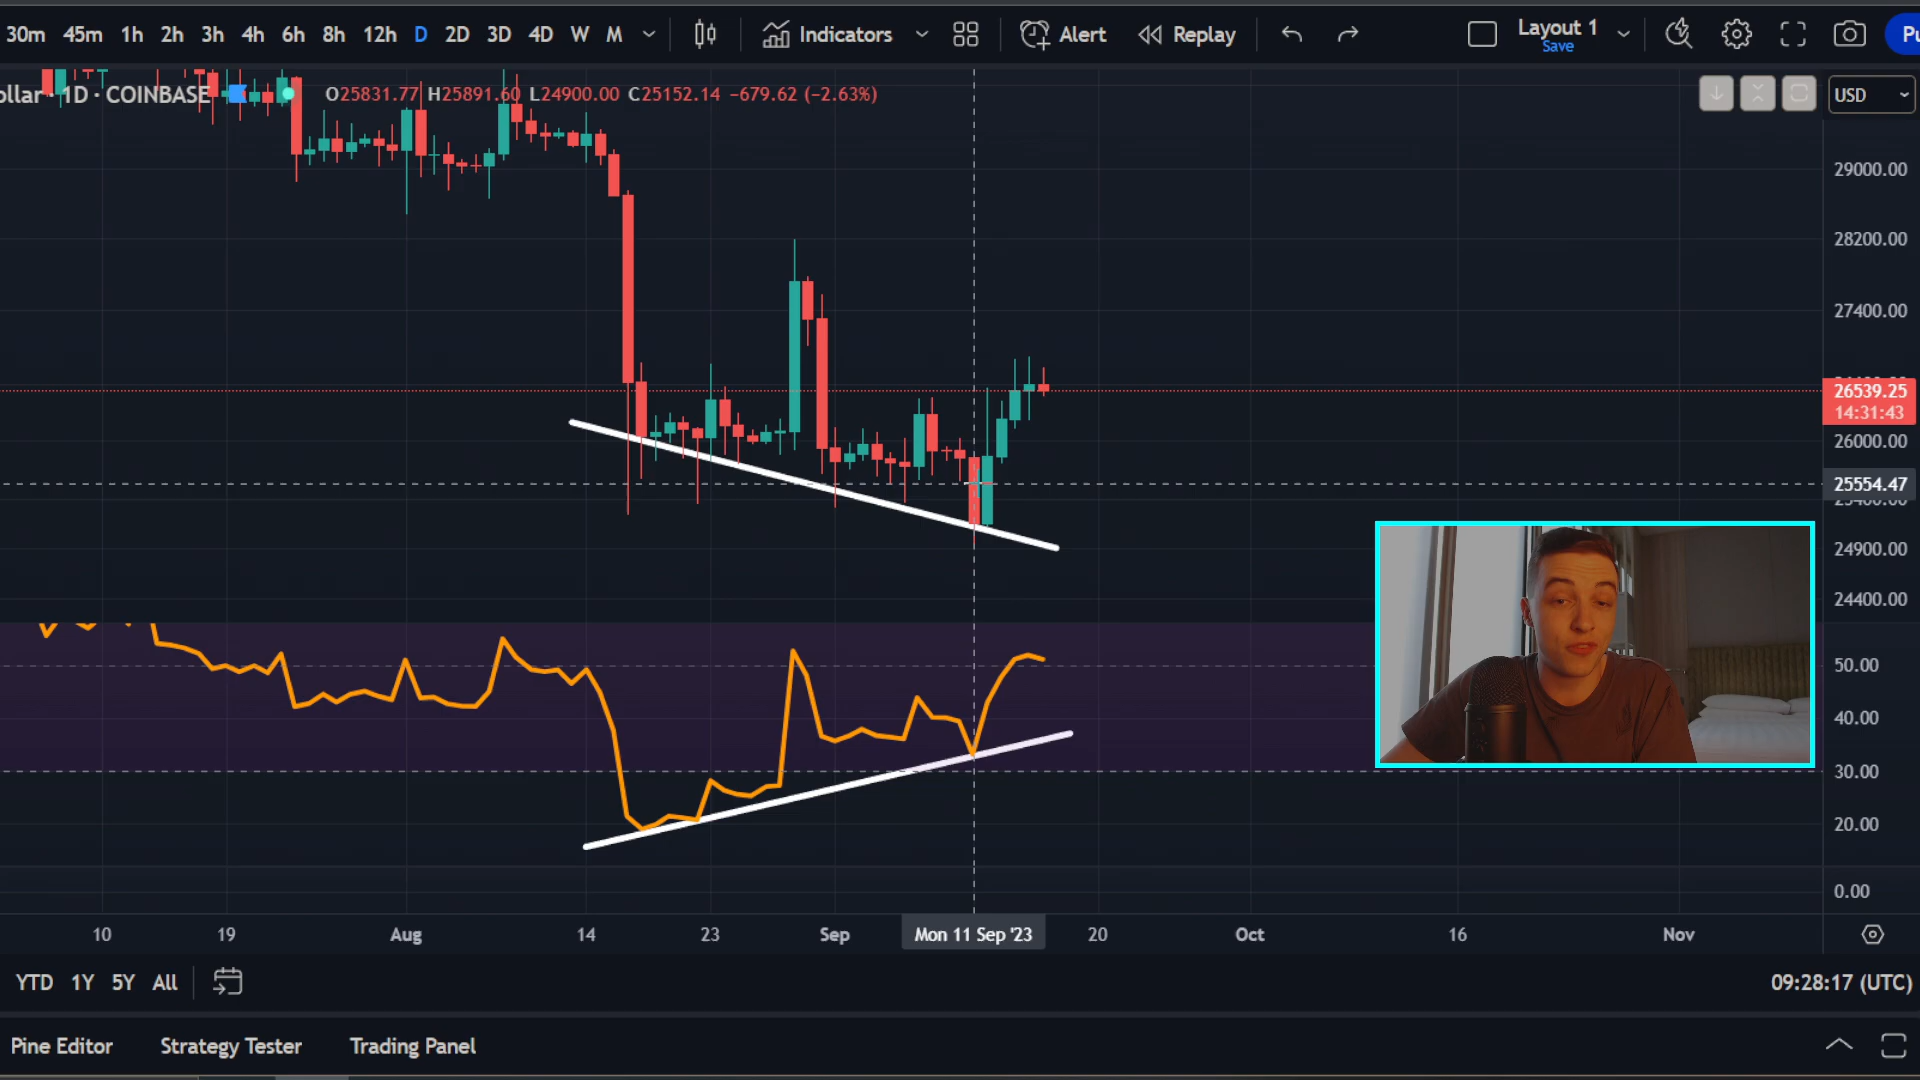 30m 45m 1h 2h 3h 4h 6h 8h 12h D 2D 3D 4D W M Indicators Alert Replay Layout 1 Save
ollar · 1D · COINBASE O25831.77 H25891.60 L24900.00 C25152.14 −679.62 (−2.63%) USD
29000.00
28200.00
27400.00
26539.25
14:31:43
26000.00
25554.47
24900.00
24400.00
50.00
40.00
30.00
20.00
0.00
10 19 Aug 14 23 Sep Mon 11 Sep '23 20 Oct 16 Nov
YTD 1Y 5Y All 09:28:17 (UTC)
Pine Editor Strategy Tester Trading Panel